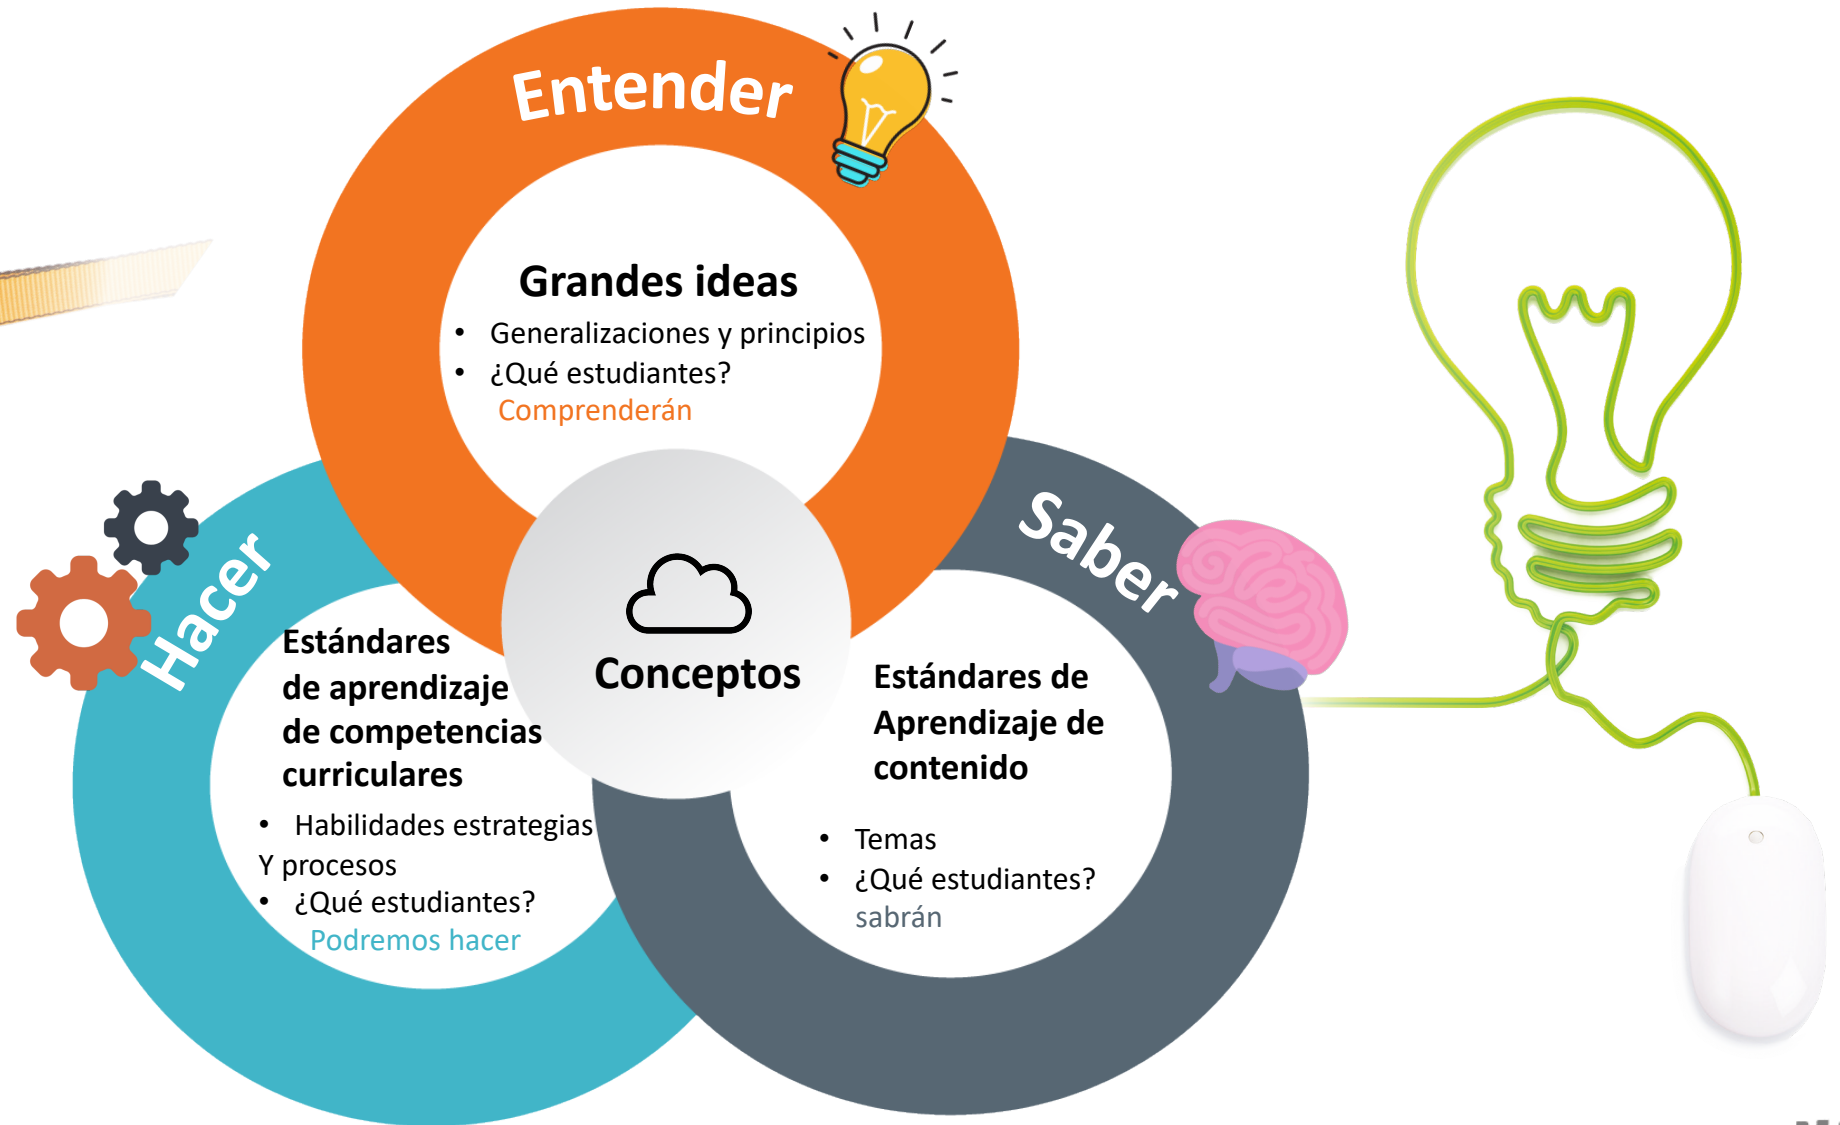 Entender
Grandes ideas
• Generalizaciones y principios
• ¿Qué estudiantes?
Comprenderán
Hacer
Estándares
de aprendizaje
de competencias
curriculares
• Habilidades estrategias
Y procesos
• ¿Qué estudiantes?
Podremos hacer
Conceptos
Saber
Estándares de
Aprendizaje de
contenido
• Temas
• ¿Qué estudiantes?
sabrán